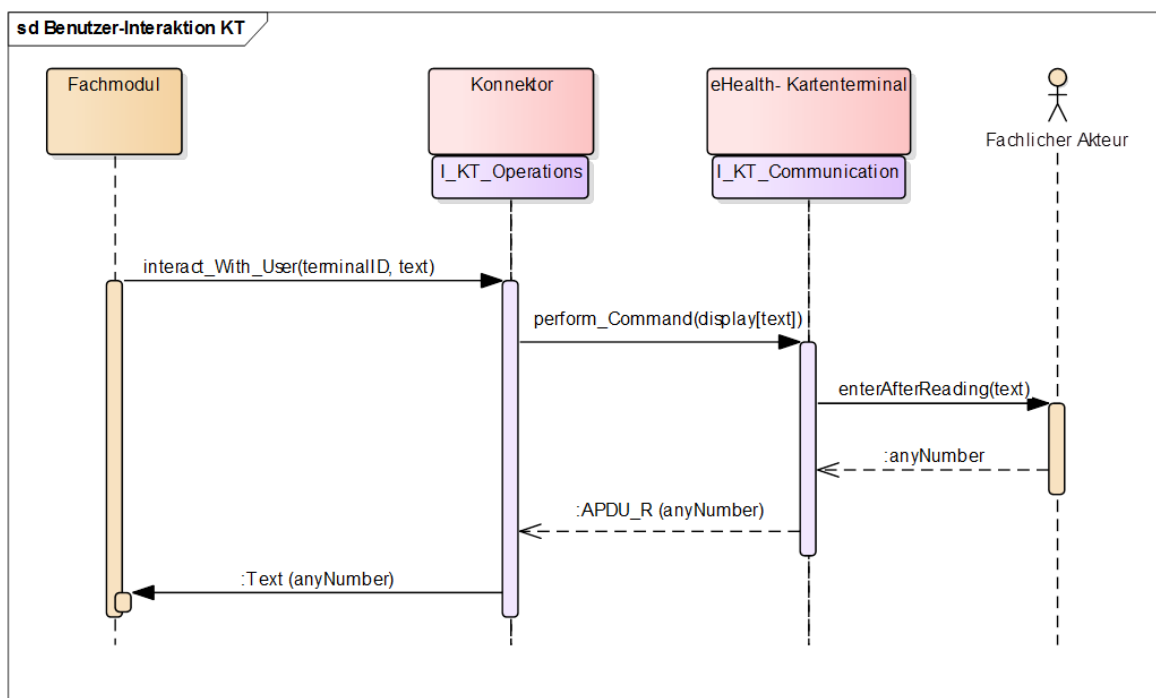 sd Benutzer-Interaktion KT
Fachmodul
Konnektor
eHealth- Kartenterminal
I_KT_Operations
I_KT_Communication
Fachlicher Akteur
interact_With_User(terminalID, text)
perform_Command(display[text])
enterAfterReading(text)
:anyNumber
:APDU_R (anyNumber)
:Text (anyNumber)